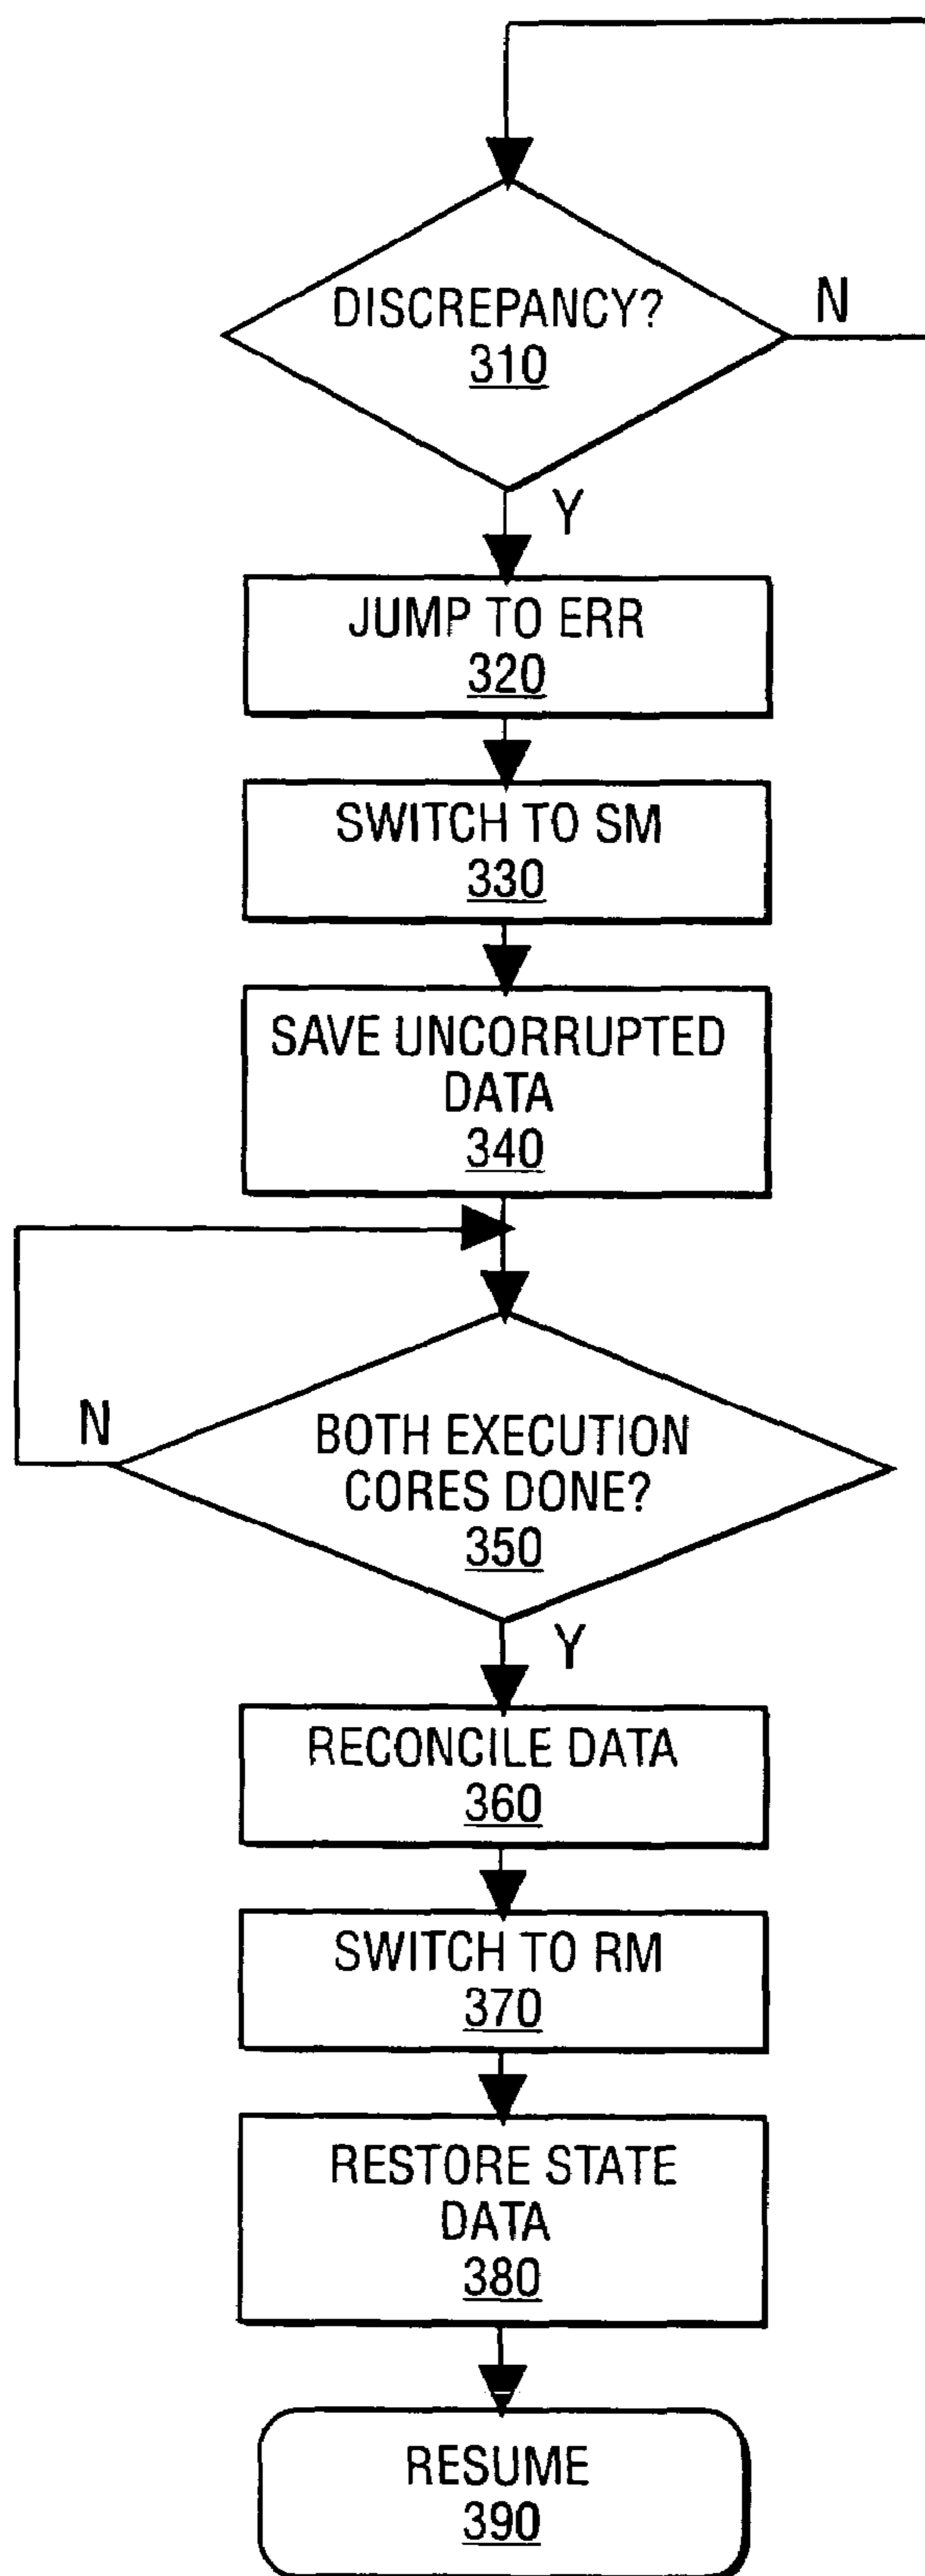 DISCREPANCY?
310
N
Y
JUMP TO ERR
320
SWITCH TO SM
330
SAVE UNCORRUPTED
DATA
340
N
BOTH EXECUTION
CORES DONE?
350
Y
RECONCILE DATA
360
SWITCH TO RM
370
RESTORE STATE
DATA
380
RESUME
390